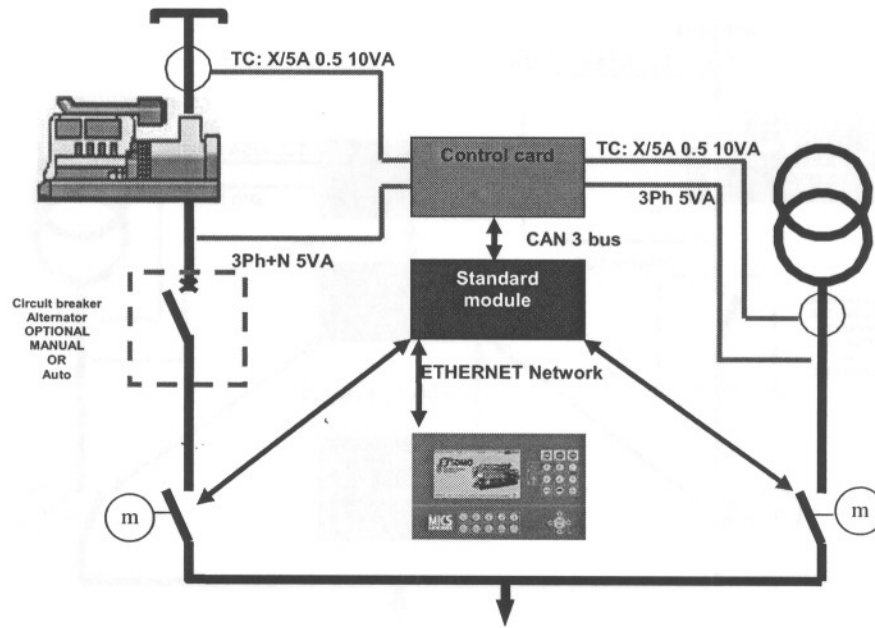 TC: X/5A 0.5 10VA
Control card
TC: X/5A 0.5 10VA
3Ph 5VA
CAN 3 bus
3Ph+N 5VA
Standard
module
Circuit breaker
Alternator
OPTIONAL
MANUAL
OR
Auto
ETHERNET Network
MICS
m
m